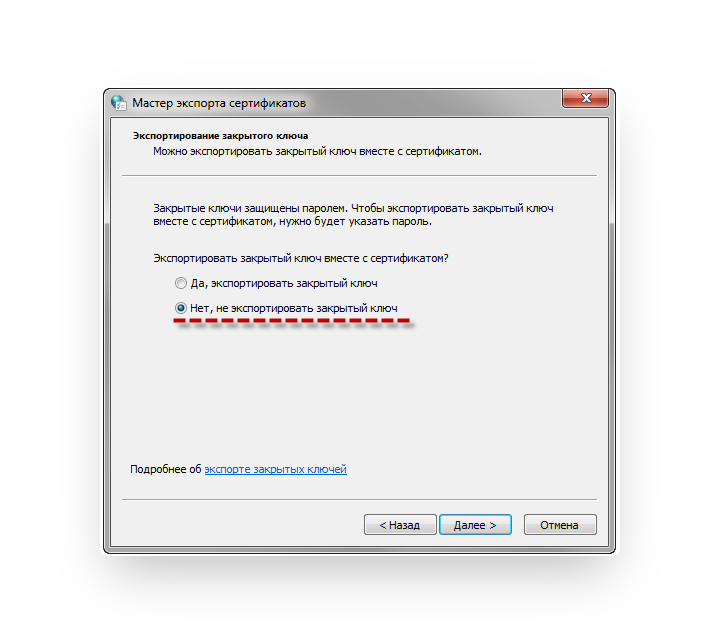 Мастер экспорта сертификатов
Экспортирование закрытого ключа
Можно экспортировать закрытый ключ вместе с сертификатом.
Закрытые ключи защищены паролем. Чтобы экспортировать закрытый ключ
вместе с сертификатом, нужно будет указать пароль.
Экспортировать закрытый ключ вместе с сертификатом?
Да, экспортировать закрытый ключ
Нет, не экспортировать закрытый ключ
Подробнее об экспорте закрытых ключей
< Назад Далее > Отмена